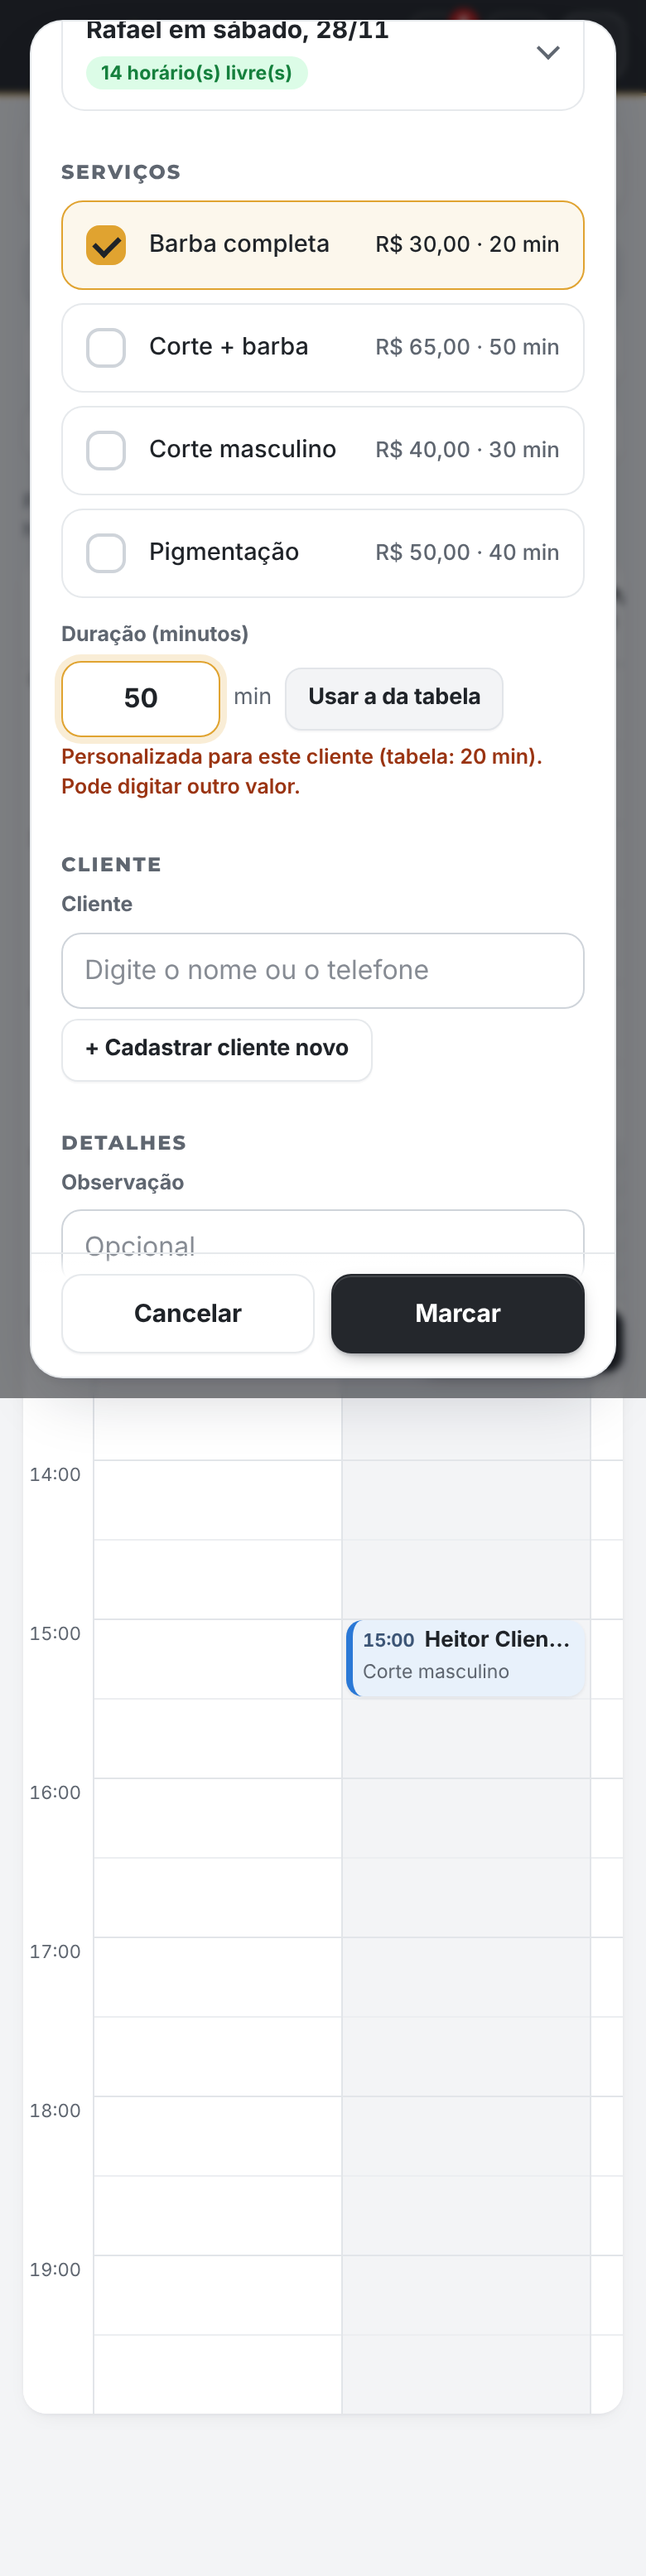 Rafael em sábado, 28/11
14 horário(s) livre(s)
SERVIÇOS
Barba completa R$ 30,00 · 20 min
Corte + barba R$ 65,00 · 50 min
Corte masculino R$ 40,00 · 30 min
Pigmentação R$ 50,00 · 40 min
Duração (minutos)
50 min Usar a da tabela
Personalizada para este cliente (tabela: 20 min).
Pode digitar outro valor.
CLIENTE
Cliente
Digite o nome ou o telefone
+ Cadastrar cliente novo
DETALHES
Observação
Opcional
Cancelar Marcar
14:00
15:00
15:00 Heitor Clien...
Corte masculino
16:00
17:00
18:00
19:00